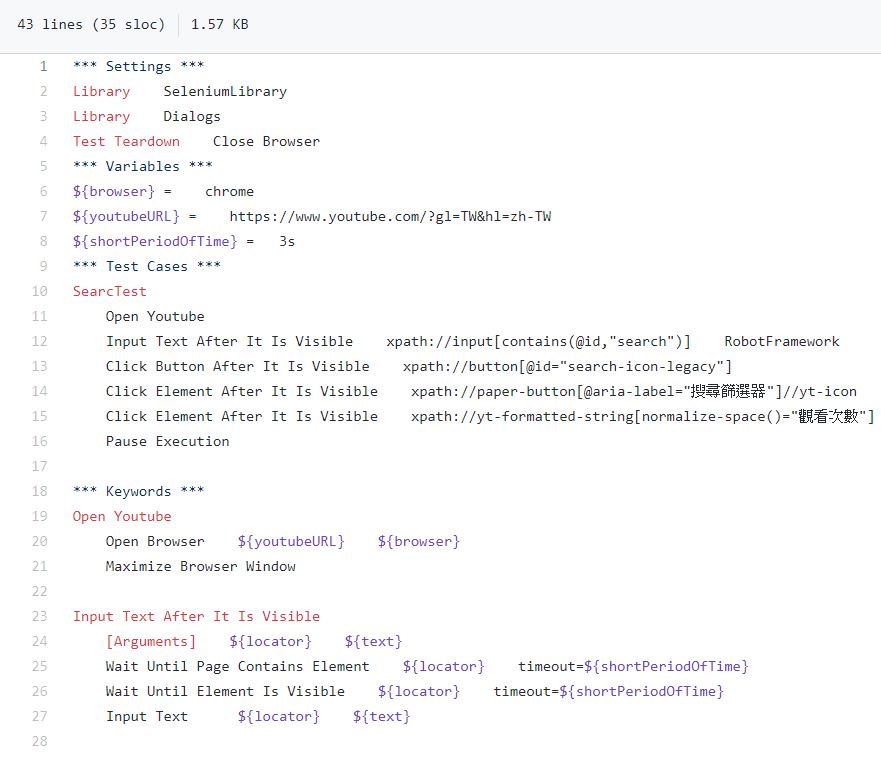 43 lines (35 sloc) 1.57 KB
1 *** Settings ***
2 Library    SeleniumLibrary
3 Library    Dialogs
4 Test Teardown    Close Browser
5 *** Variables ***
6 ${browser} =    chrome
7 ${youtubeURL} =    https://www.youtube.com/?gl=TW&hl=zh-TW
8 ${shortPeriodOfTime} =   3s
9 *** Test Cases ***
10 SearcTest
11     Open Youtube
12     Input Text After It Is Visible    xpath://input[contains(@id,"search")]    RobotFramework
13     Click Button After It Is Visible    xpath://button[@id="search-icon-legacy"]
14     Click Element After It Is Visible    xpath://paper-button[@aria-label="搜尋篩選器"]//yt-icon
15     Click Element After It Is Visible    xpath://yt-formatted-string[normalize-space()="觀看次數"]
16     Pause Execution
17
18 *** Keywords ***
19 Open Youtube
20     Open Browser    ${youtubeURL}    ${browser}
21     Maximize Browser Window
22
23 Input Text After It Is Visible
24     [Arguments]    ${locator}    ${text}
25     Wait Until Page Contains Element    ${locator}    timeout=${shortPeriodOfTime}
26     Wait Until Element Is Visible    ${locator}    timeout=${shortPeriodOfTime}
27     Input Text      ${locator}    ${text}
28